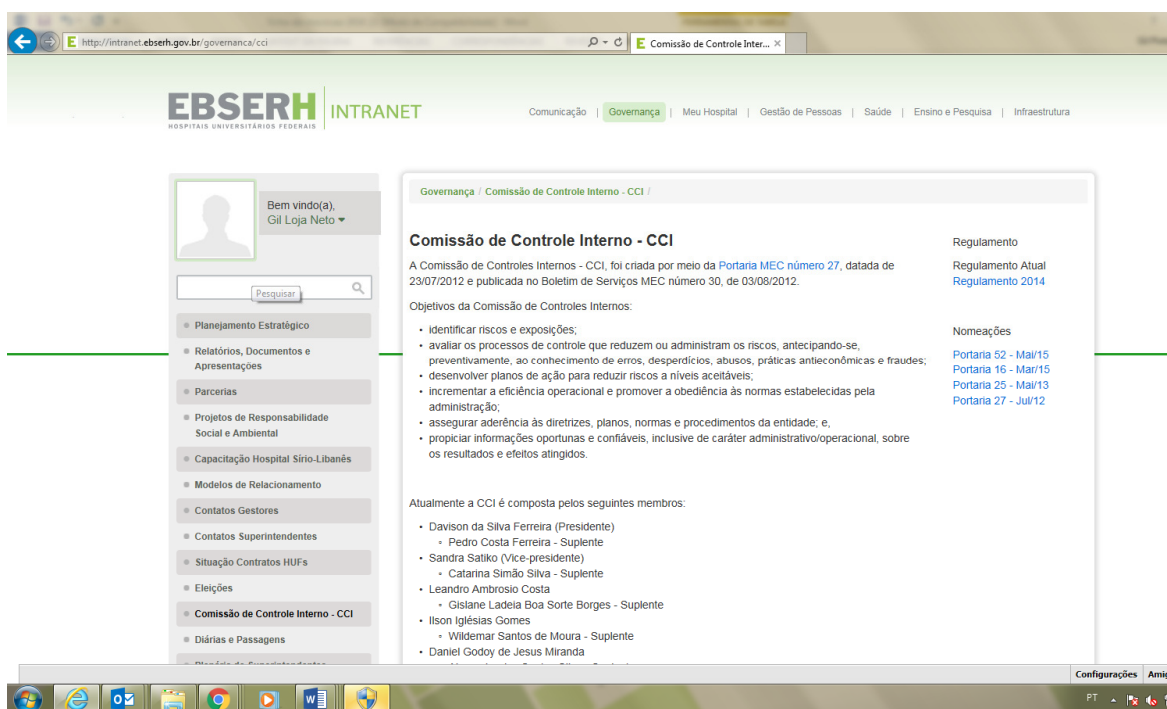 http://intranet.ebserh.gov.br/governanca/cci
Comissão de Controle Inter...
EBSERH INTRANET
HOSPITAIS UNIVERSITÁRIOS FEDERAIS
Comunicação | Governança | Meu Hospital | Gestão de Pessoas | Saúde | Ensino e Pesquisa | Infraestrutura
Bem vindo(a),
Gil Loja Neto
Pesquisar
Planejamento Estratégico
Relatórios, Documentos e
Apresentações
Parcerias
Projetos de Responsabilidade
Social e Ambiental
Capacitação Hospital Sírio-Libanês
Modelos de Relacionamento
Contatos Gestores
Contatos Superintendentes
Situação Contratos HUFs
Eleições
Comissão de Controle Interno - CCI
Diárias e Passagens
Governança / Comissão de Controle Interno - CCI /
Comissão de Controle Interno - CCI
A Comissão de Controles Internos - CCI, foi criada por meio da Portaria MEC número 27, datada de
23/07/2012 e publicada no Boletim de Serviços MEC número 30, de 03/08/2012.
Objetivos da Comissão de Controles Internos:
• identificar riscos e exposições;
• avaliar os processos de controle que reduzem ou administram os riscos, antecipando-se,
preventivamente, ao conhecimento de erros, desperdícios, abusos, práticas antieconômicas e fraudes;
• desenvolver planos de ação para reduzir riscos a níveis aceitáveis;
• incrementar a eficiência operacional e promover a obediência às normas estabelecidas pela
administração;
• assegurar aderência às diretrizes, planos, normas e procedimentos da entidade; e,
• propiciar informações oportunas e confiáveis, inclusive de caráter administrativo/operacional, sobre
os resultados e efeitos atingidos.
Atualmente a CCI é composta pelos seguintes membros:
• Davison da Silva Ferreira (Presidente)
◦ Pedro Costa Ferreira - Suplente
• Sandra Satiko (Vice-presidente)
◦ Catarina Simão Silva - Suplente
• Leandro Ambrosio Costa
◦ Gislane Ladeia Boa Sorte Borges - Suplente
• Ilson Iglésias Gomes
◦ Wildemar Santos de Moura - Suplente
• Daniel Godoy de Jesus Miranda
Regulamento
Regulamento Atual
Regulamento 2014
Nomeações
Portaria 52 - Mai/15
Portaria 16 - Mar/15
Portaria 25 - Mai/13
Portaria 27 - Jul/12
Configurações
PT